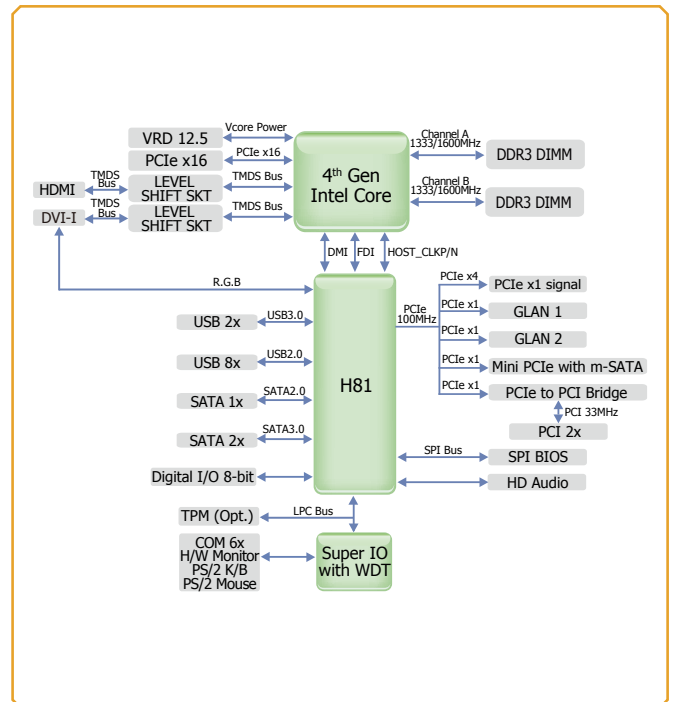 Vcore Power
VRD 12.5
PCIe x16
PCIe x16
TMDS
Bus
HDMI
LEVEL
SHIFT SKT
TMDS Bus
TMDS
Bus
DVI-I
LEVEL
SHIFT SKT
TMDS Bus
4th Gen
Intel Core
Channel A
1333/1600MHz
DDR3 DIMM
Channel B
1333/1600MHz
DDR3 DIMM
DMI
FDI
HOST_CLKP/N
R.G.B
USB 2x
USB3.0
USB 8x
USB2.0
SATA 1x
SATA2.0
SATA 2x
SATA3.0
Digital I/O 8-bit
H81
PCIe
100MHz
PCIe x4
PCIe x1 signal
PCIe x1
GLAN 1
PCIe x1
GLAN 2
PCIe x1
Mini PCIe with m-SATA
PCIe x1
PCIe to PCI Bridge
PCI 33MHz
PCI 2x
SPI Bus
SPI BIOS
HD Audio
TPM (Opt.)
LPC Bus
COM 6x
H/W Monitor
PS/2 K/B
PS/2 Mouse
Super IO
with WDT